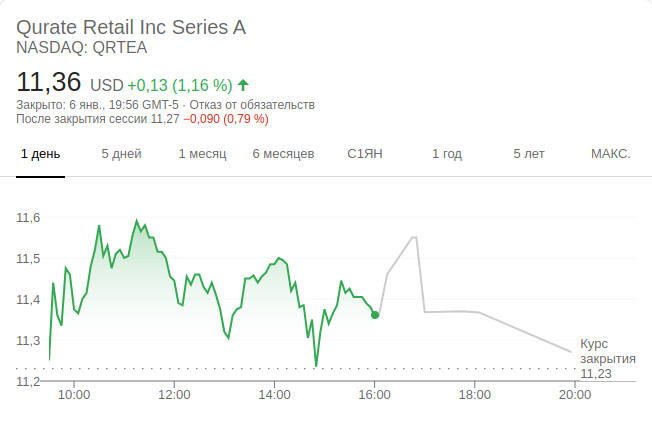 Qurate Retail Inc Series A
NASDAQ: QRTEA
11,36 USD +0,13 (1,16 %)
Закрыто: 6 янв., 19:56 GMT-5 · Отказ от обязательств
После закрытия сессии 11,27 −0,090 (0,79 %)
1 день 5 дней 1 месяц 6 месяцев С1ЯН 1 год 5 лет МАКС.
11,6
11,5
11,4
11,3
Курс
закрытия
11,23
11,2
10:00 12:00 14:00 16:00 18:00 20:00